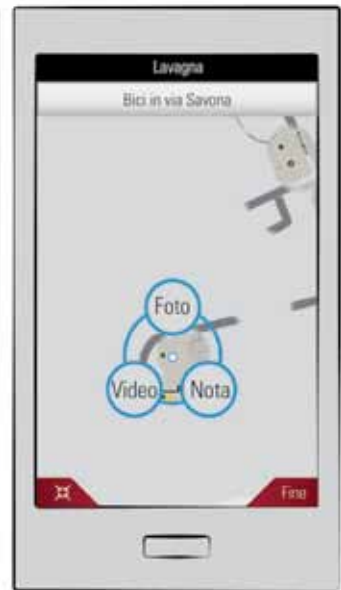 Lavagna
Bici in via Savona
Foto
Video
Nota
Fine